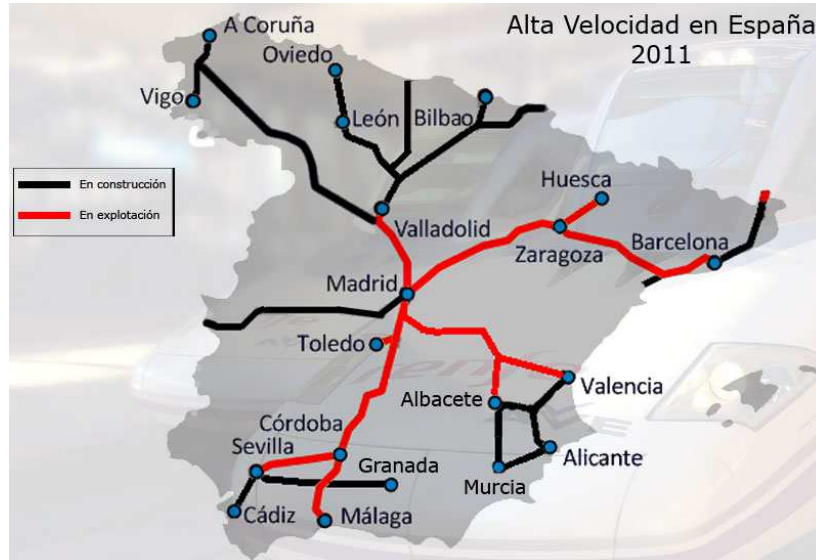 Alta Velocidad en España
2011
A Coruña
Oviedo
Vigo
León
Bilbao
En construcción
En explotación
Huesca
Valladolid
Zaragoza
Barcelona
Madrid
Toledo
Valencia
Albacete
Córdoba
Sevilla
Granada
Alicante
Murcia
Cádiz
Málaga